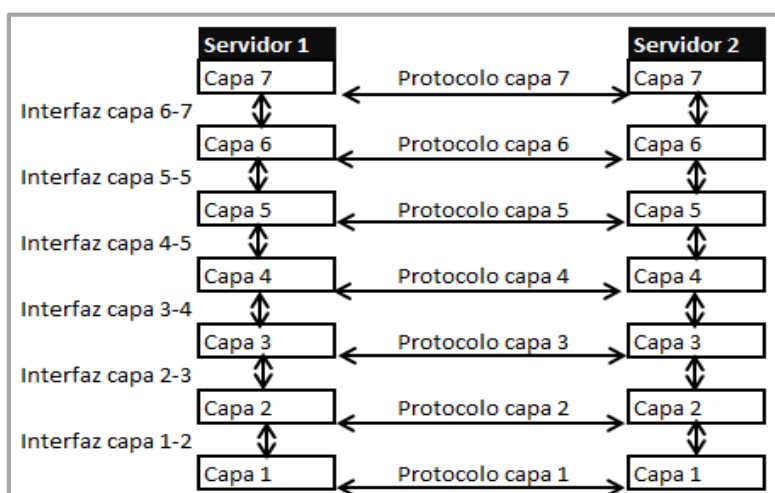 Servidor 1 Servidor 2
Capa 7 Protocolo capa 7 Capa 7
Interfaz capa 6-7
Capa 6 Protocolo capa 6 Capa 6
Interfaz capa 5-5
Capa 5 Protocolo capa 5 Capa 5
Interfaz capa 4-5
Capa 4 Protocolo capa 4 Capa 4
Interfaz capa 3-4
Capa 3 Protocolo capa 3 Capa 3
Interfaz capa 2-3
Capa 2 Protocolo capa 2 Capa 2
Interfaz capa 1-2
Capa 1 Protocolo capa 1 Capa 1